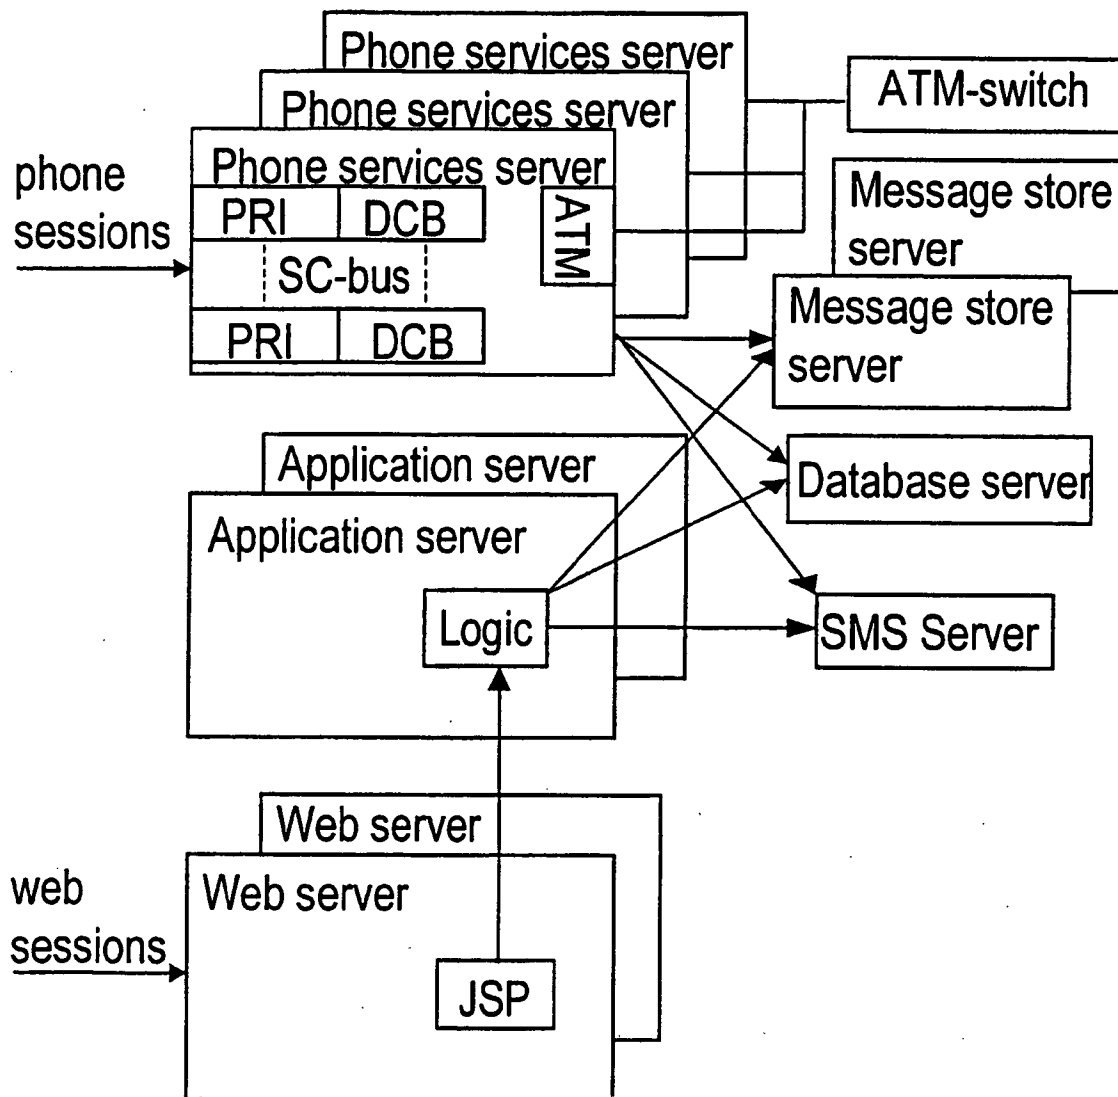 Phone services server
ATM-switch
Phone services server
Phone services server
phone
sessions
PRI DCB
ATM
SC-bus
PRI DCB
Message store
server
Message store
server
Application server
Database server
Application server
Logic
SMS Server
Web server
Web server
web
sessions
JSP